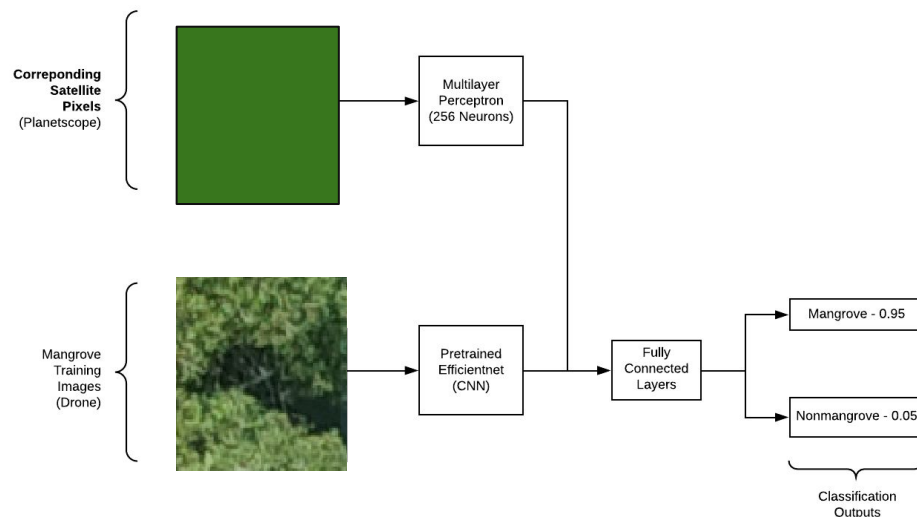 Correponding
Satellite
Pixels
(Planetscope)
Multilayer
Perceptron
(256 Neurons)
Mangrove
Training
Images
(Drone)
Pretrained
Efficientnet
(CNN)
Fully
Connected
Layers
Mangrove - 0.95
Nonmangrove - 0.05
Classification
Outputs